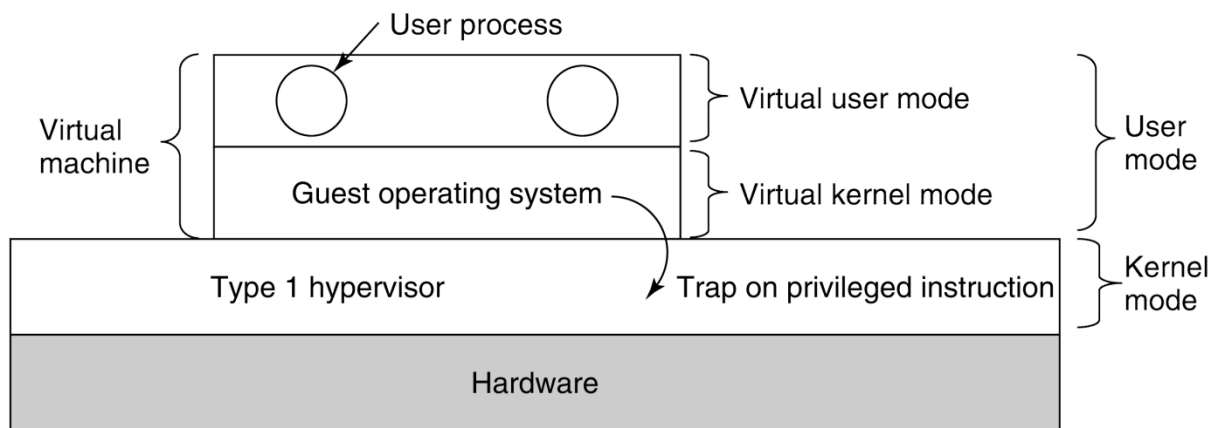 User process
Virtual
machine
Virtual user mode
User
mode
Guest operating system
Virtual kernel mode
Type 1 hypervisor
Trap on privileged instruction
Kernel
mode
Hardware